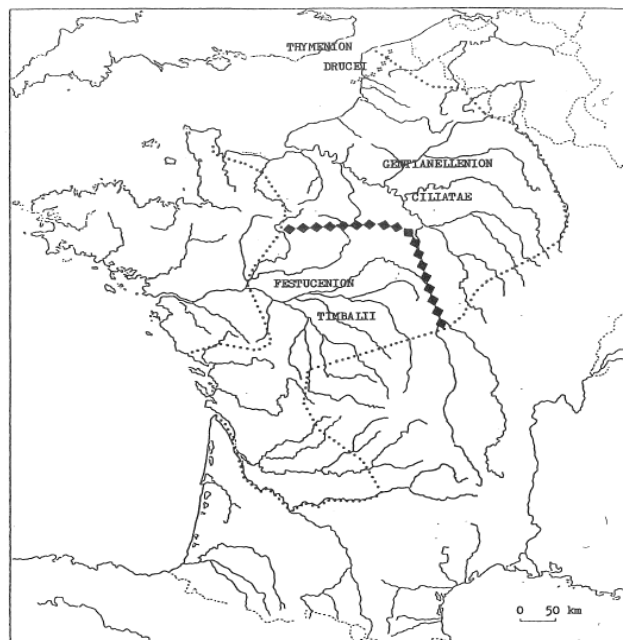 THYMENION
DRUCEI
GENTIANELLENION
CILIATAE
FESTUCENION
TIMBALII
0 50 km